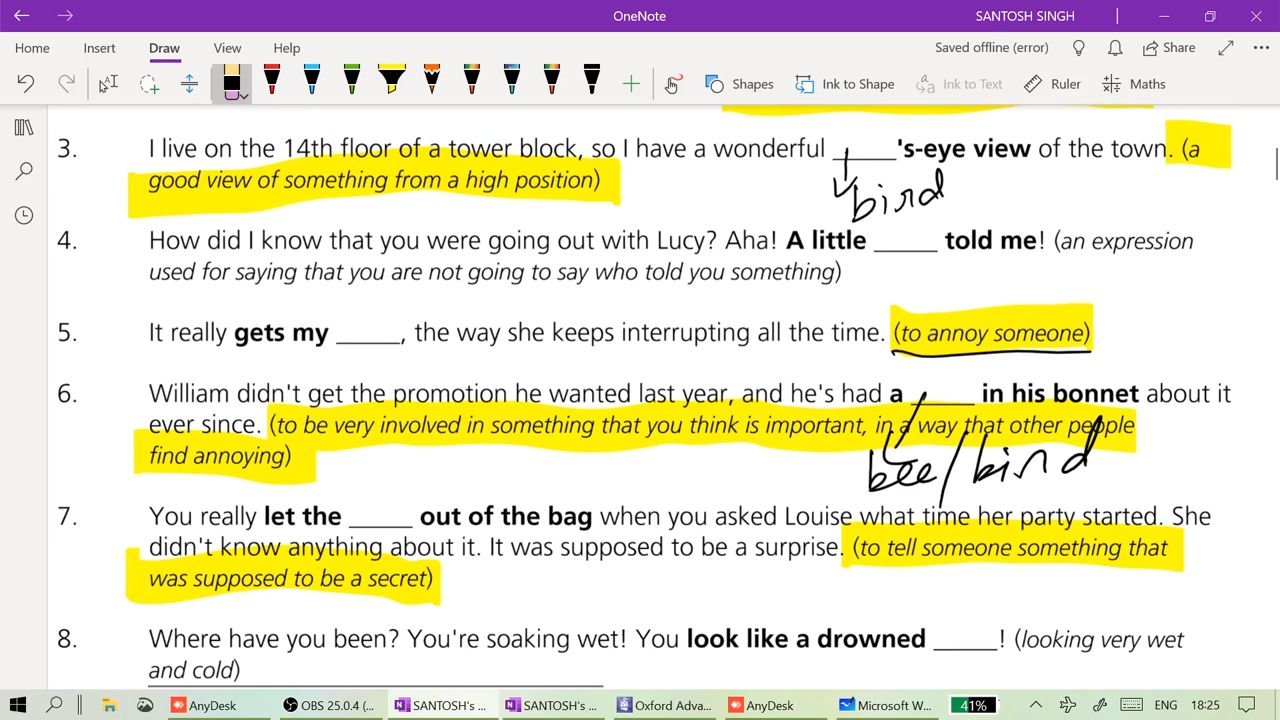 OneNote
SANTOSH SINGH
Home Insert Draw View Help
Saved offline (error) Share
Shapes Ink to Shape Ink to Text Ruler Maths
3. I live on the 14th floor of a tower block, so I have a wonderful _____'s-eye view of the town. (a
good view of something from a high position)
bird
4. How did I know that you were going out with Lucy? Aha! A little _____ told me! (an expression
used for saying that you are not going to say who told you something)
5. It really gets my _____, the way she keeps interrupting all the time. (to annoy someone)
6. William didn't get the promotion he wanted last year, and he's had a _____ in his bonnet about it
ever since. (to be very involved in something that you think is important, in a way that other people
find annoying)
bee/bird
7. You really let the _____ out of the bag when you asked Louise what time her party started. She
didn't know anything about it. It was supposed to be a surprise. (to tell someone something that
was supposed to be a secret)
8. Where have you been? You're soaking wet! You look like a drowned _____! (looking very wet
and cold)
AnyDesk OBS 25.0.4 (... SANTOSH's ... SANTOSH's... Oxford Adva... AnyDesk Microsoft W... 41% ENG 18:25